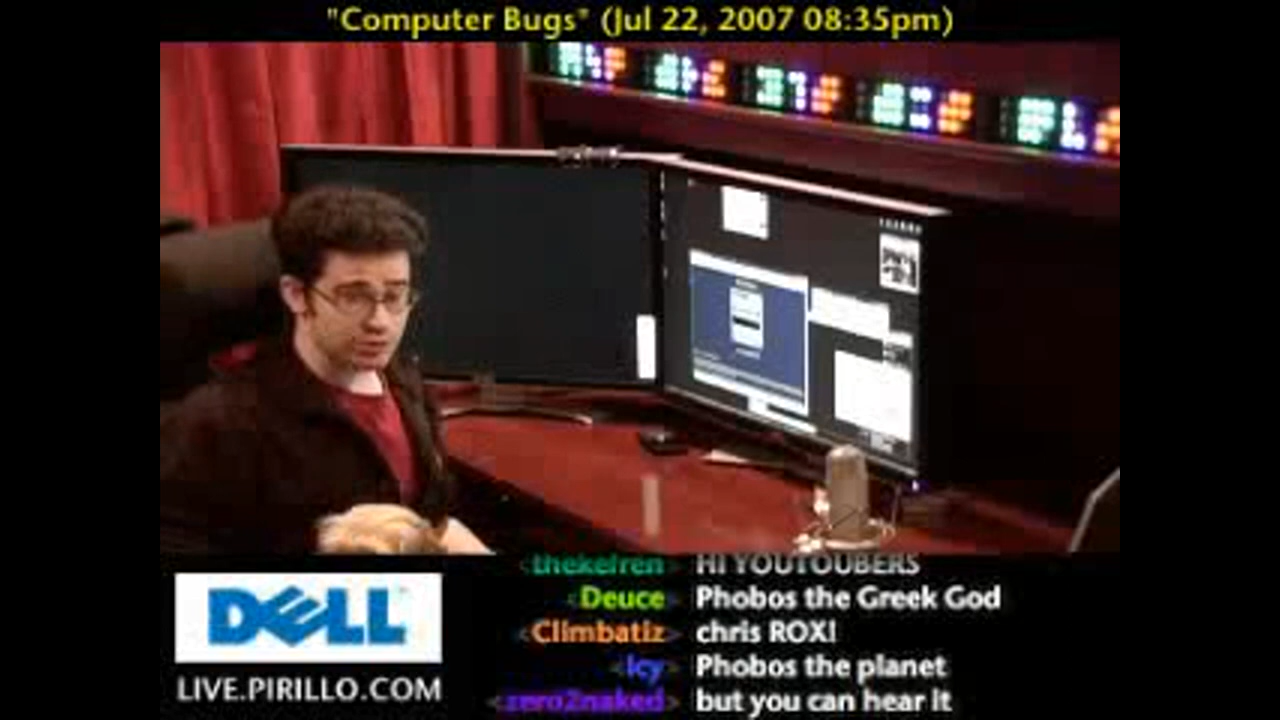 "Computer Bugs" (Jul 22, 2007 08:35pm)
<thekefren> HI YOUTOUBERS
<Deuce> Phobos the Greek God
<Climbatiz> chris ROX!
<Icy> Phobos the planet
<zero2naked> but you can hear it
DELL
LIVE.PIRILLO.COM